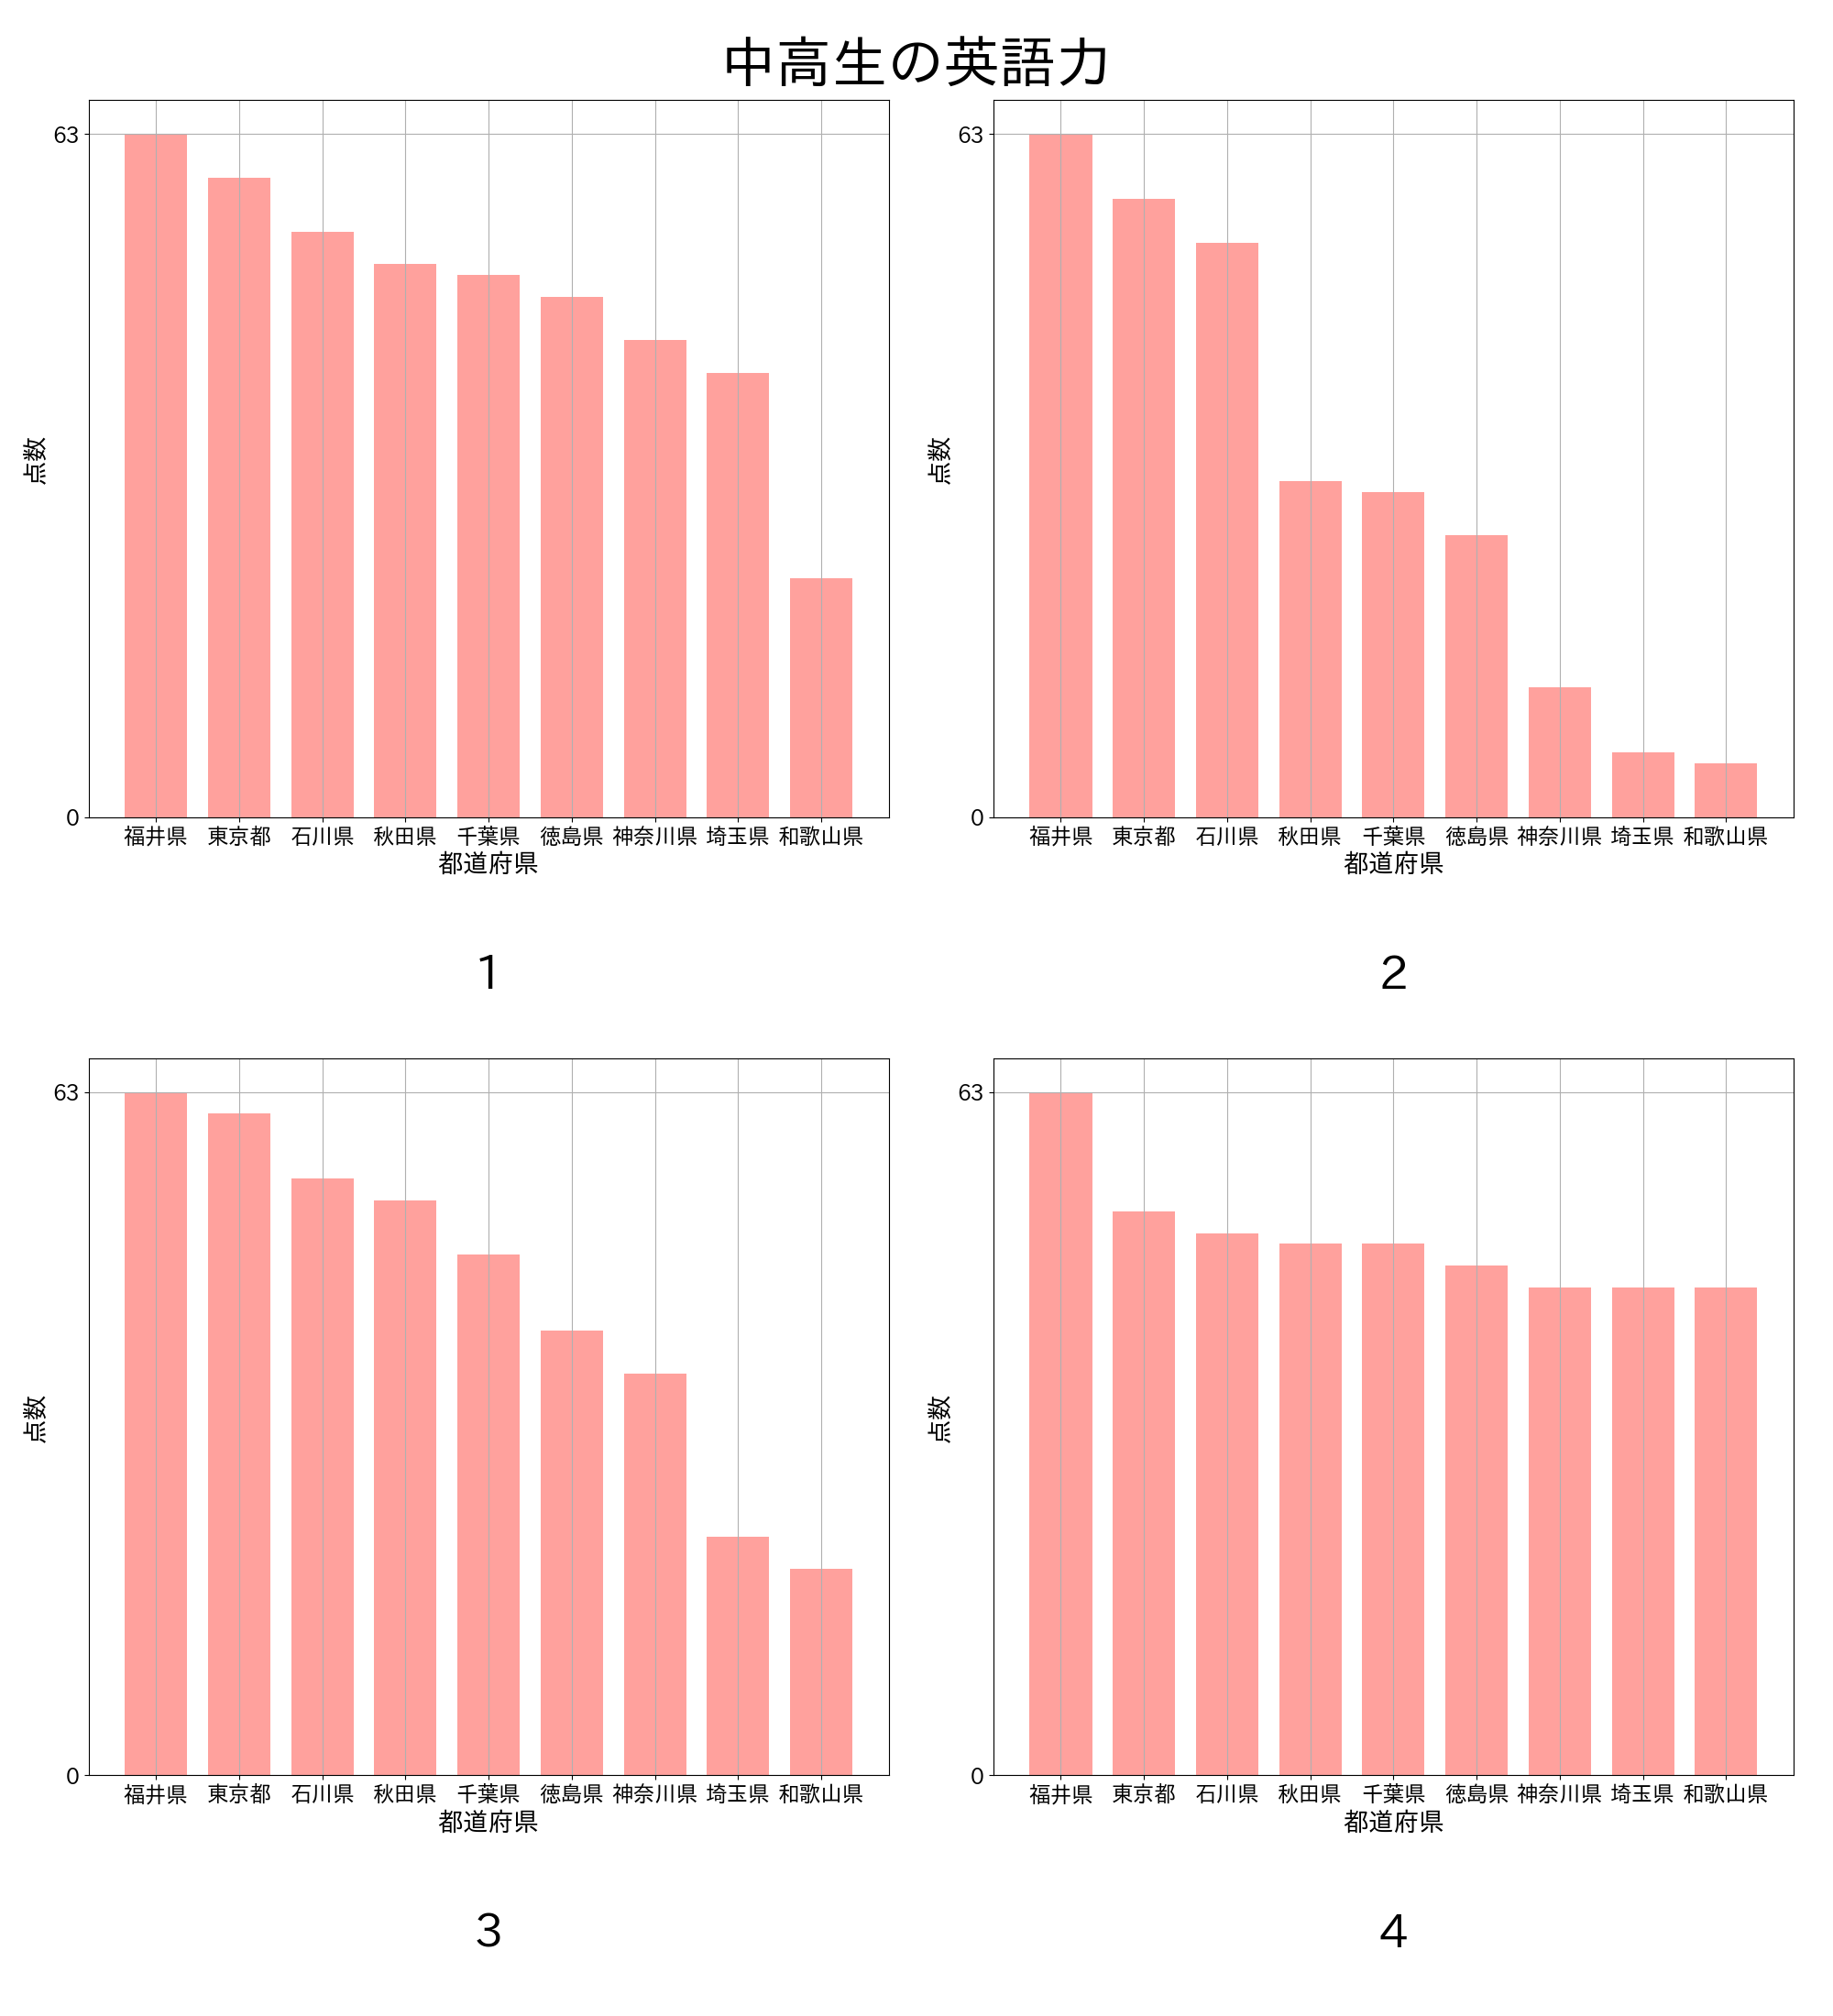 中高生の英語力
63
0
点数
福井県 東京都 石川県 秋田県 千葉県 徳島県 神奈川県 埼玉県 和歌山県
都道府県
1
63
0
点数
福井県 東京都 石川県 秋田県 千葉県 徳島県 神奈川県 埼玉県 和歌山県
都道府県
2
63
0
点数
福井県 東京都 石川県 秋田県 千葉県 徳島県 神奈川県 埼玉県 和歌山県
都道府県
3
63
0
点数
福井県 東京都 石川県 秋田県 千葉県 徳島県 神奈川県 埼玉県 和歌山県
都道府県
4